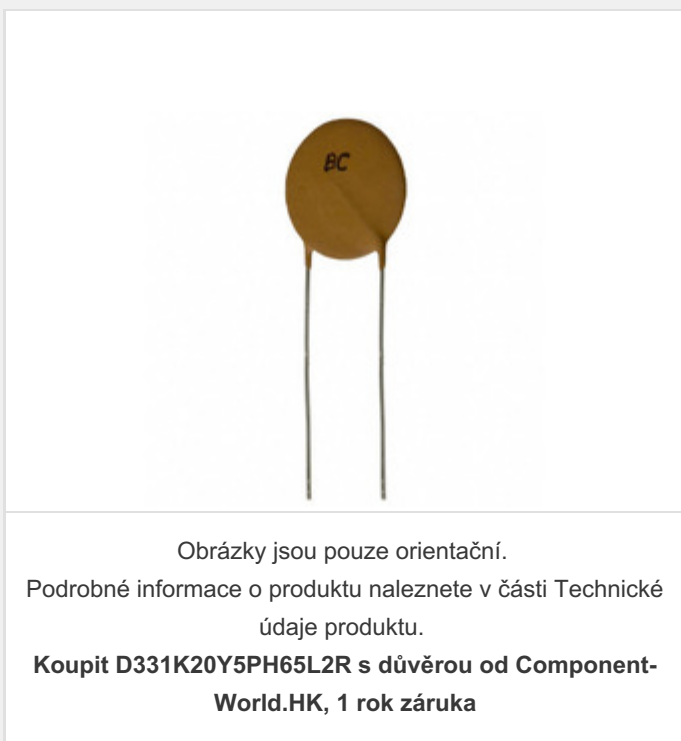 BC
Obrázky jsou pouze orientační.
Podrobné informace o produktu naleznete v části Technické
údaje produktu.
Koupit D331K20Y5PH65L2R s důvěrou od Component-
World.HK, 1 rok záruka